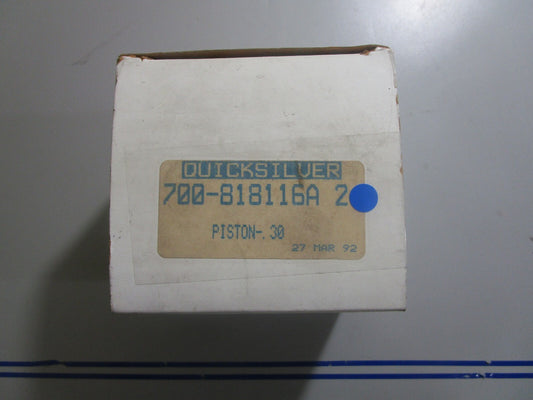 QUICKSILVER
700-818116A 2
PISTON-.30
27 MAR 92